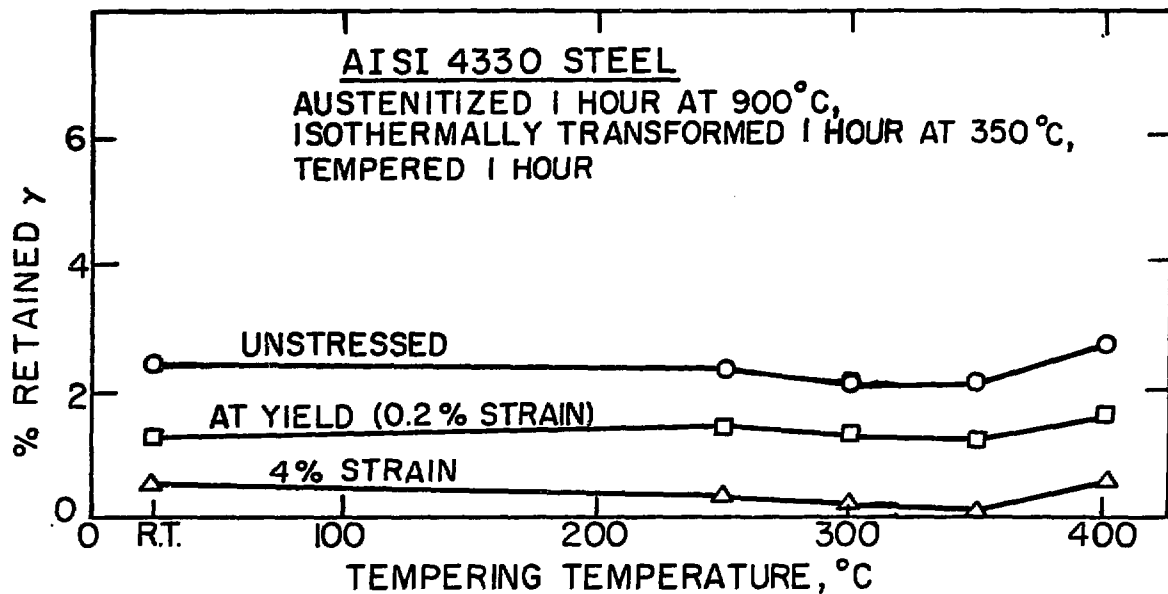 AISI 4330 STEEL
AUSTENITIZED 1 HOUR AT 900°C,
ISOTHERMALLY TRANSFORMED 1 HOUR AT 350°C,
TEMPERED 1 HOUR
% RETAINED γ
6
4
2
0
UNSTRESSED
AT YIELD (0.2% STRAIN)
4% STRAIN
0 R.T. 100 200 300 400
TEMPERING TEMPERATURE, °C